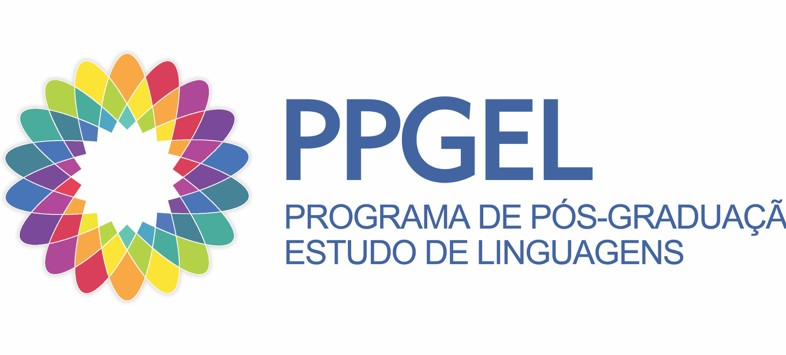 PPGEL
PROGRAMA DE PÓS-GRADUAÇÃ
ESTUDO DE LINGUAGENS